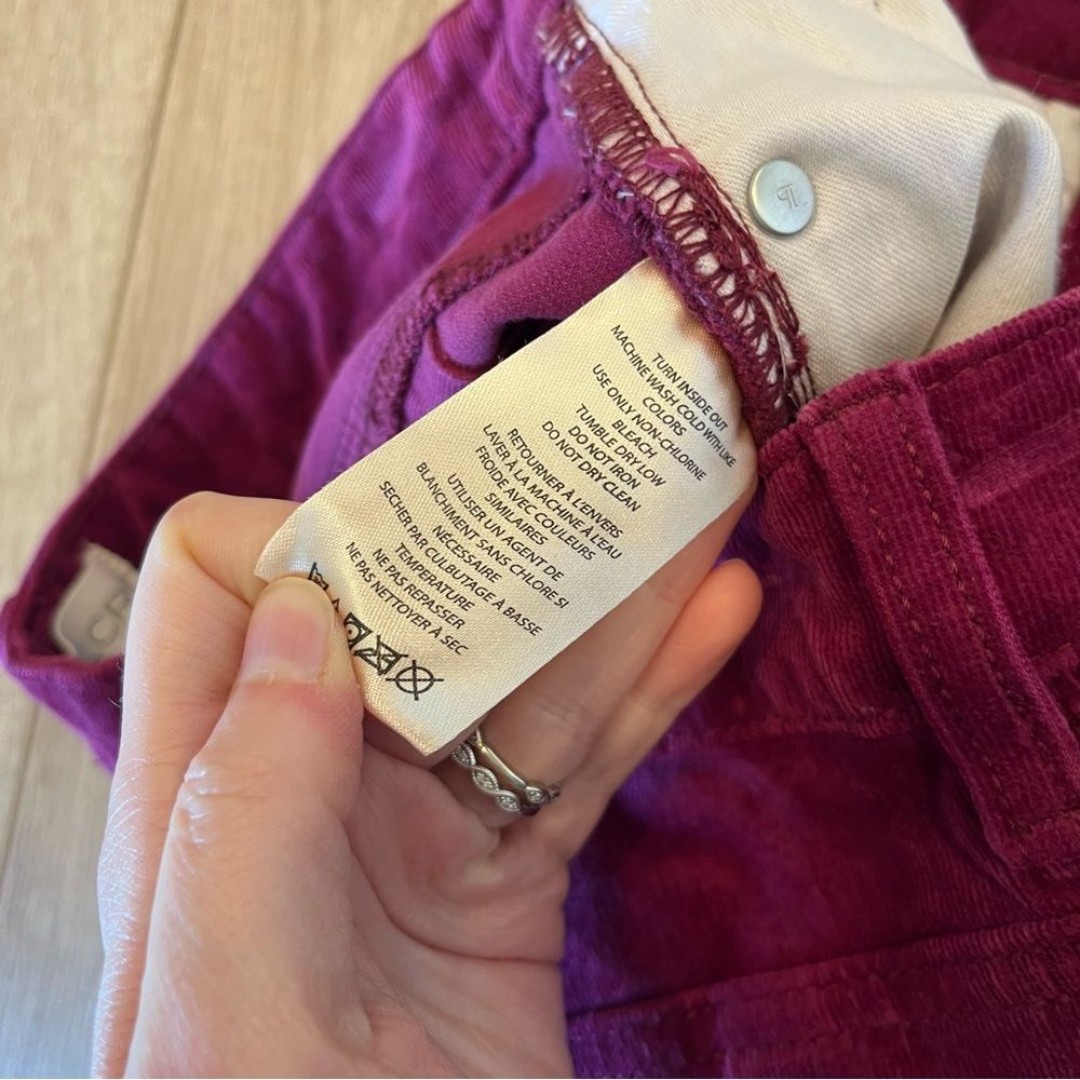 TURN INSIDE OUT
MACHINE WASH COLD WITH LIKE
COLORS
USE ONLY NON-CHLORINE
BLEACH
TUMBLE DRY LOW
DO NOT IRON
DO NOT DRY CLEAN
RETOURNER À L'ENVERS
LAVER À LA MACHINE À L'EAU
FROIDE AVEC COULEURS
SIMILAIRES
UTILISER UN AGENT DE
BLANCHIMENT SANS CHLORE SI
NÉCESSAIRE
SÉCHER PAR CULBUTAGE À BASSE
TEMPÉRATURE
NE PAS REPASSER
NE PAS NETTOYER À SEC